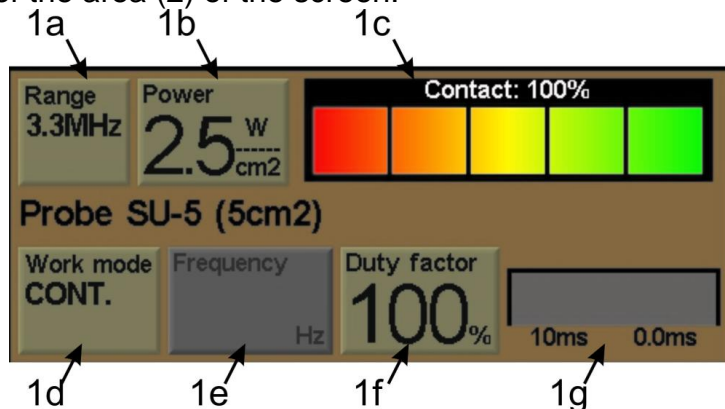 of the area (2) of the screen.
1a 1b 1c
Range
3.3MHz
Power
2.5 W
cm2
Contact: 100%
Probe SU-5 (5cm2)
Work mode
CONT.
Frequency
Hz
Duty factor
100%
10ms 0.0ms
1d 1e 1f 1g